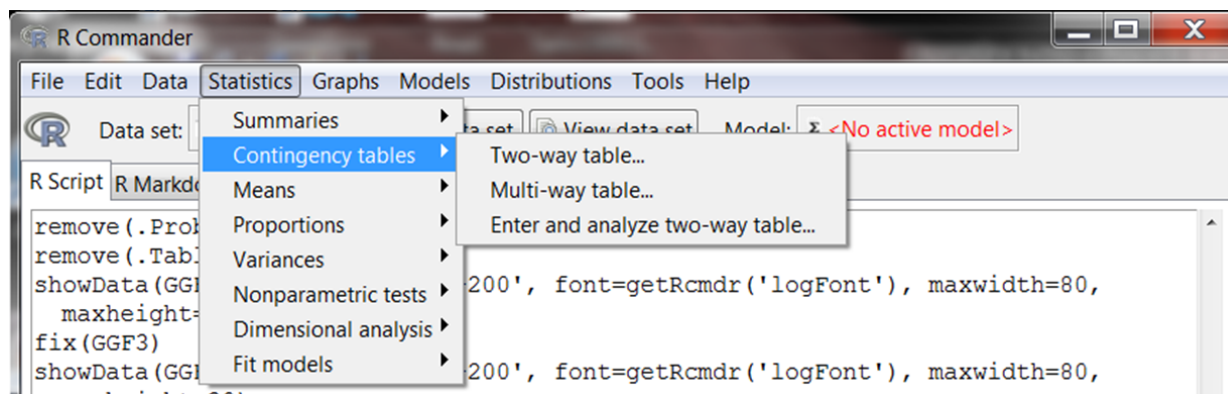 R Commander
File Edit Data Statistics Graphs Models Distributions Tools Help
Data set: View data set Model: Σ <No active model>
Summaries
Contingency tables
Means
Proportions
Variances
Nonparametric tests
Dimensional analysis
Fit models
Two-way table...
Multi-way table...
Enter and analyze two-way table...
R Script R Markdo
remove(.Prob
remove(.Tabl
showData(GGF 200', font=getRcmdr('logFont'), maxwidth=80,
maxheight=
fix(GGF3)
showData(GGF 200', font=getRcmdr('logFont'), maxwidth=80,